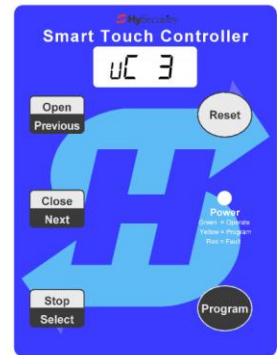 HySecurity
Smart Touch Controller
uC 3
Open
Previous
Reset
Close
Next
Power
Green = Operate
Yellow = Program
Red = Fault
Stop
Select
Program